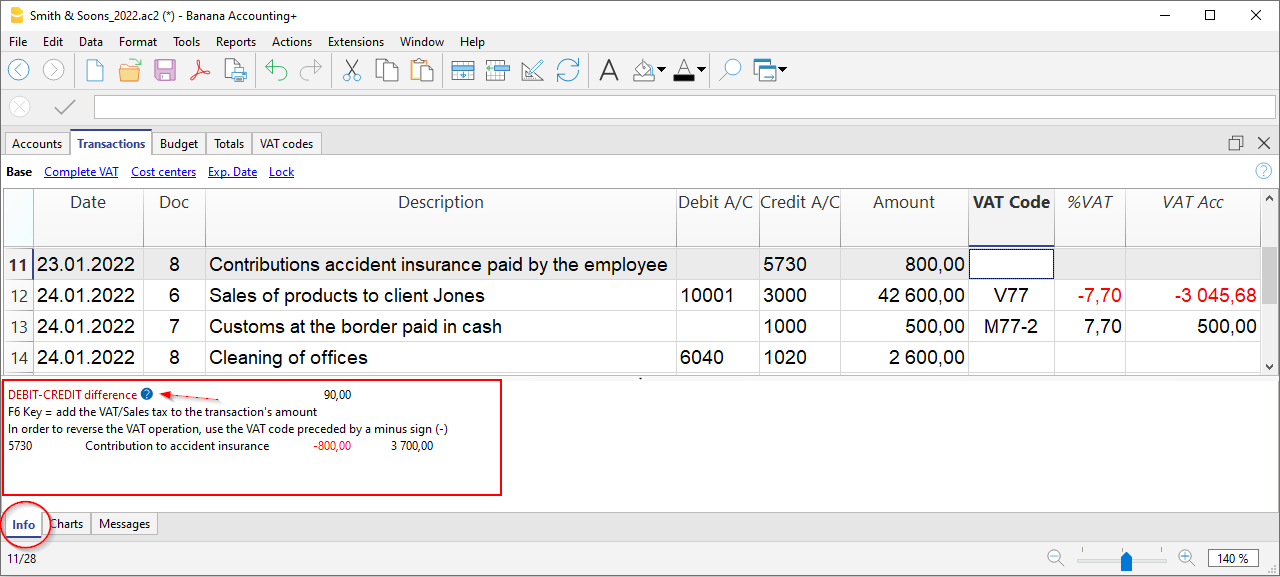 Smith & Soons_2022.ac2 (*) - Banana Accounting+
File Edit Data Format Tools Reports Actions Extensions Window Help
Accounts Transactions Budget Totals VAT codes
Base Complete VAT Cost centers Exp. Date Lock
Date Doc Description Debit A/C Credit A/C Amount VAT Code %VAT VAT Acc
11 23.01.2022 8 Contributions accident insurance paid by the employee 5730 800,00
12 24.01.2022 6 Sales of products to client Jones 10001 3000 42 600,00 V77 -7,70 -3 045,68
13 24.01.2022 7 Customs at the border paid in cash 1000 500,00 M77-2 7,70 500,00
14 24.01.2022 8 Cleaning of offices 6040 1020 2 600,00
DEBIT-CREDIT difference ? 90,00
F6 Key = add the VAT/Sales tax to the transaction's amount
In order to reverse the VAT operation, use the VAT code preceded by a minus sign (-)
5730 Contribution to accident insurance -800,00 3 700,00
Info Charts Messages
11/28 140 %